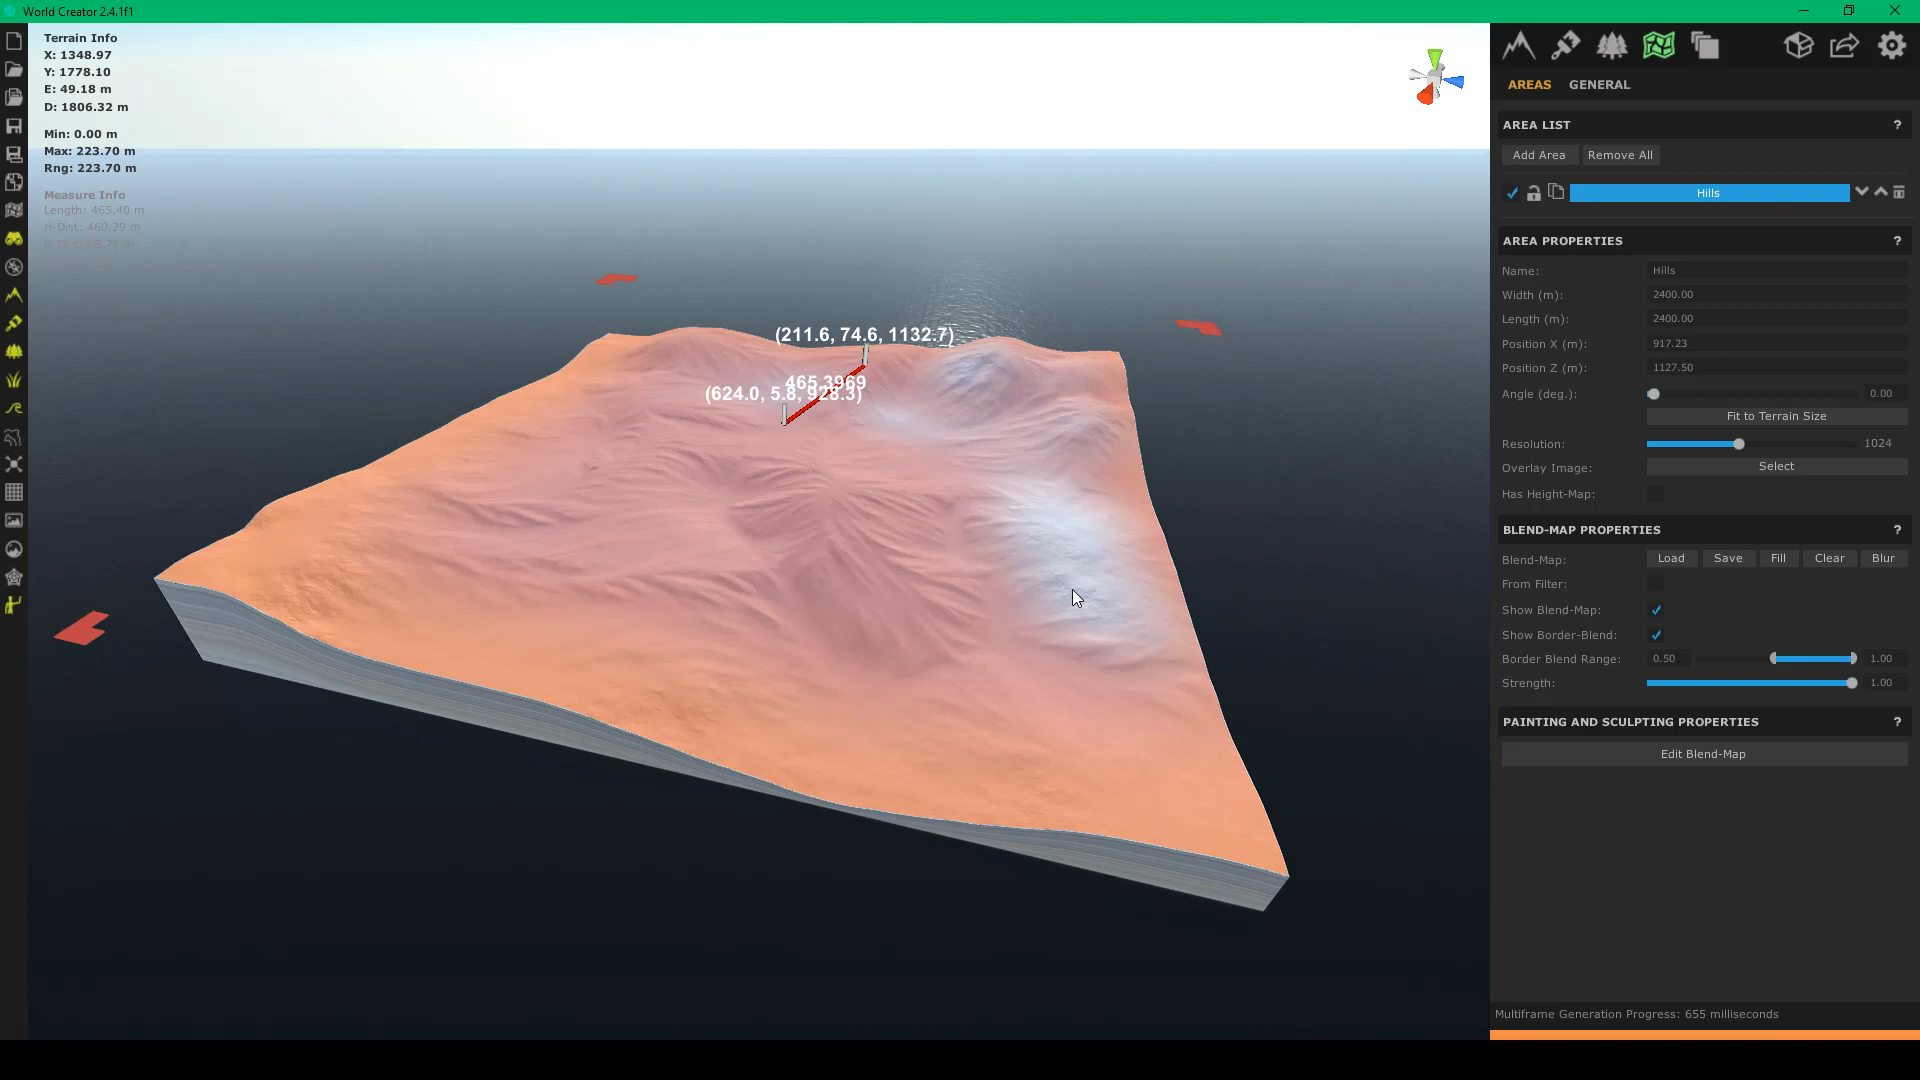 World Creator 2.4.1f1
Terrain Info
X: 1348.97
Y: 1778.10
E: 49.18 m
D: 1806.32 m
Min: 0.00 m
Max: 223.70 m
Rng: 223.70 m
Measure Info
Length: 465.40 m
H-Dist: 460.29 m
(211.6, 74.6, 1132.7)
465.3969
(624.0, 5.8, 928.3)
AREAS GENERAL
AREA LIST ?
Add Area Remove All
Hills
AREA PROPERTIES ?
Name: Hills
Width (m): 2400.00
Length (m): 2400.00
Position X (m): 917.23
Position Z (m): 1127.50
Angle (deg.): 0.00
Fit to Terrain Size
Resolution: 1024
Overlay Image: Select
Has Height-Map:
BLEND-MAP PROPERTIES ?
Blend-Map: Load Save Fill Clear Blur
From Filter:
Show Blend-Map:
Show Border-Blend:
Border Blend Range: 0.50 1.00
Strength: 1.00
PAINTING AND SCULPTING PROPERTIES ?
Edit Blend-Map
Multiframe Generation Progress: 655 milliseconds